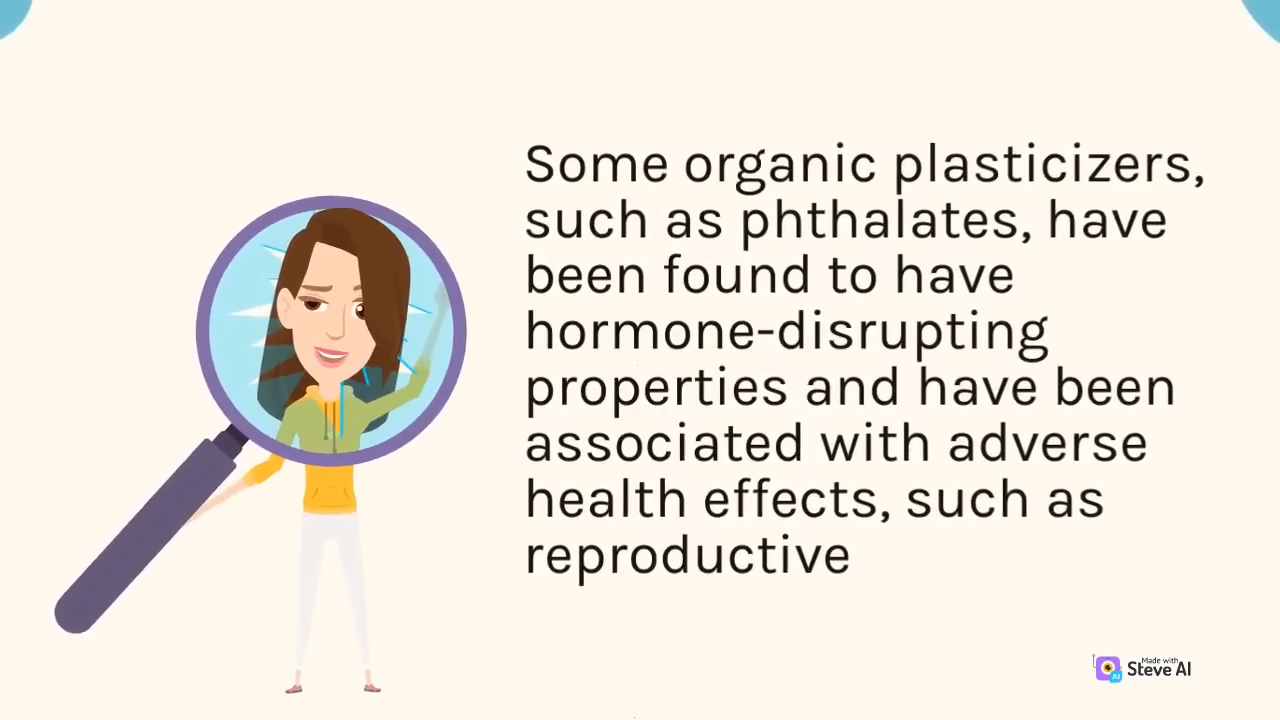 Some organic plasticizers,
such as phthalates, have
been found to have
hormone-disrupting
properties and have been
associated with adverse
health effects, such as
reproductive
Made with
Steve AI
AI